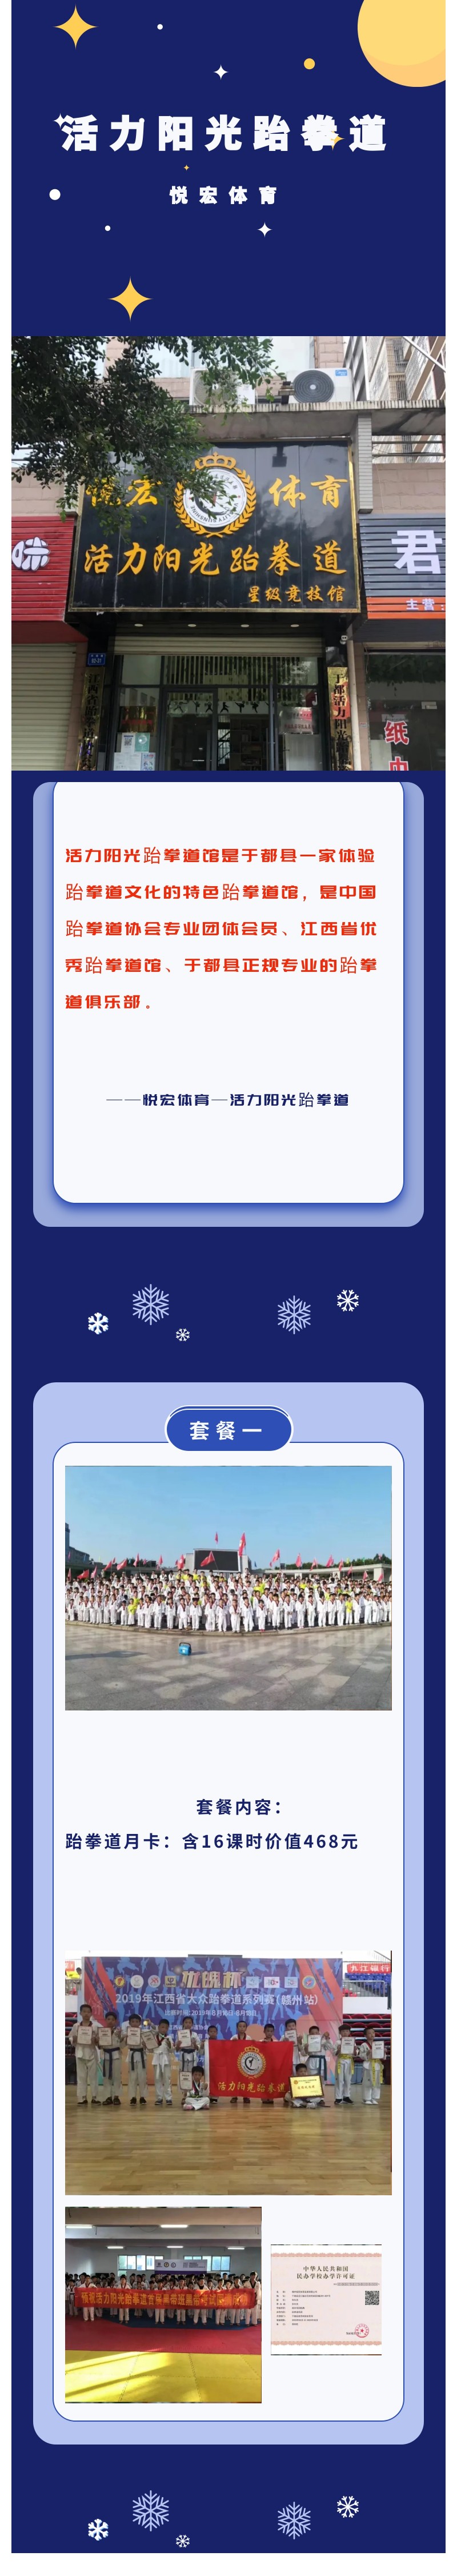 活力阳光跆拳道
悦宏体育
悦宏 体育
活力阳光跆拳道
星级竞技馆
味
君
主营:
纸
巾
活力阳光跆拳道馆是于都县一家体验
跆拳道文化的特色跆拳道馆，是中国
跆拳道协会专业团体会员、江西省优
秀跆拳道馆、于都县正规专业的跆拳
道俱乐部。
——悦宏体育—活力阳光跆拳道
套餐一
套餐内容：
跆拳道月卡：含16课时价值468元
2019年江西省大众跆拳道系列赛(赣州站)
活力阳光跆拳道
中华人民共和国
民办学校办学许可证